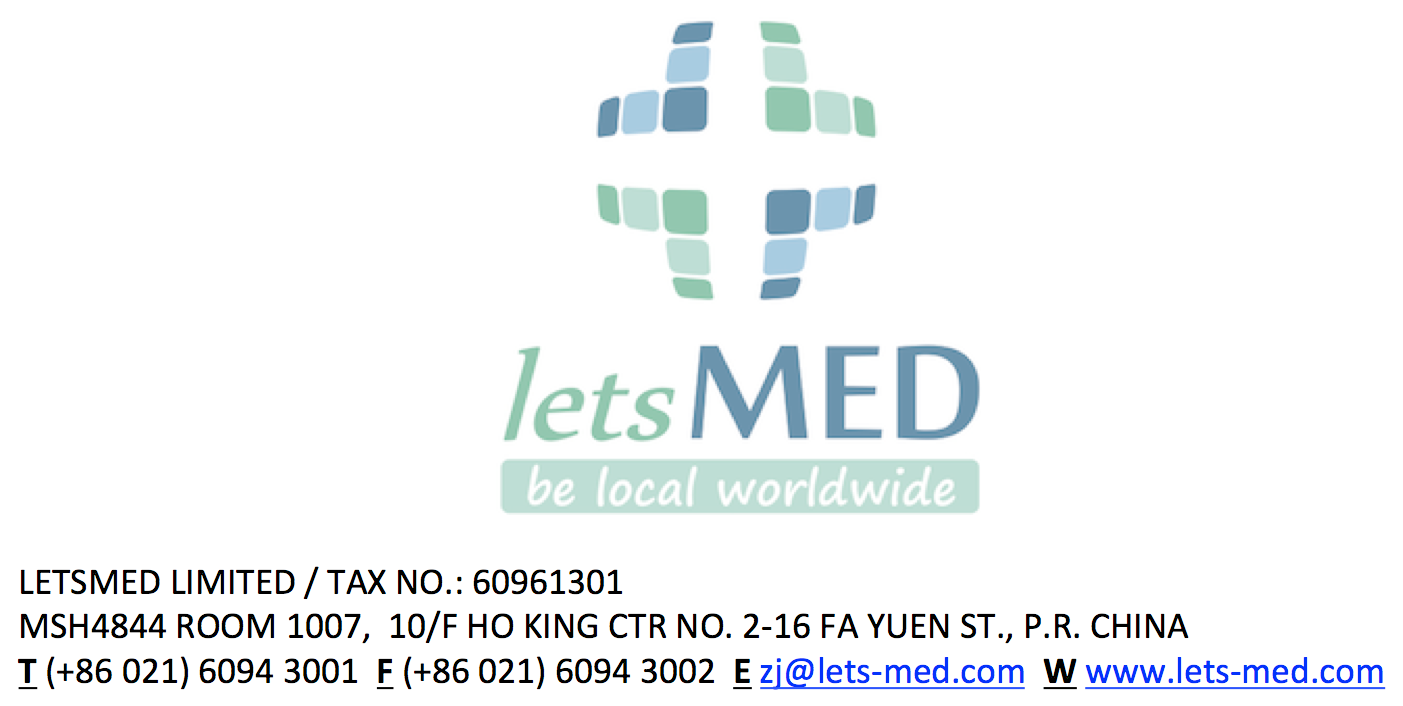 lets MED
be local worldwide
LETSMED LIMITED / TAX NO.: 60961301
MSH4844 ROOM 1007, 10/F HO KING CTR NO. 2-16 FA YUEN ST., P.R. CHINA
T (+86 021) 6094 3001 F (+86 021) 6094 3002 E zj@lets-med.com W www.lets-med.com